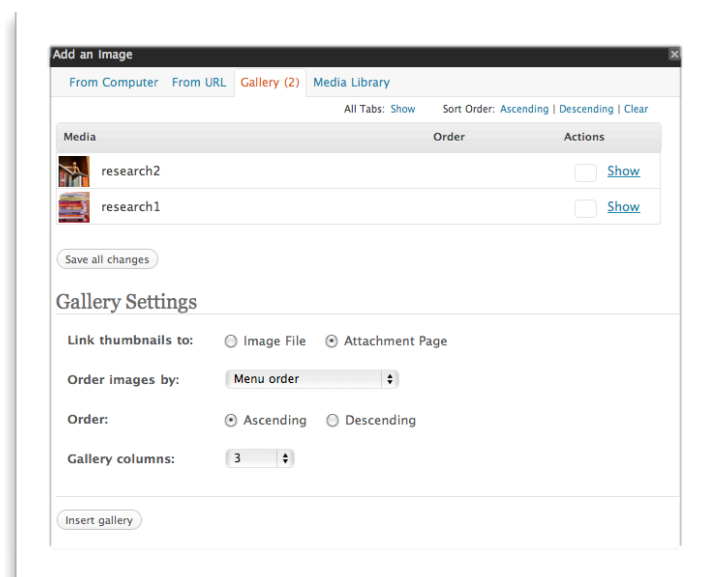 Add an Image
From Computer From URL Gallery (2) Media Library
All Tabs: Show Sort Order: Ascending | Descending | Clear
Media Order Actions
research2 Show
research1 Show
Save all changes
Gallery Settings
Link thumbnails to: Image File Attachment Page
Order images by: Menu order
Order: Ascending Descending
Gallery columns: 3
Insert gallery